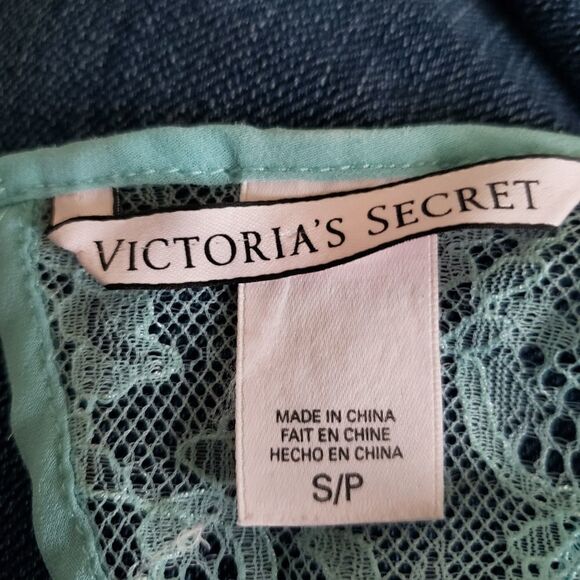 VICTORIA'S SECRET
MADE IN CHINA
FAIT EN CHINE
HECHO EN CHINA
S/P